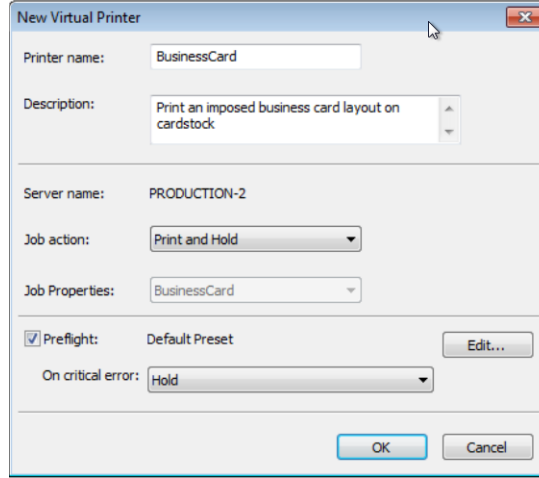 New Virtual Printer
Printer name: BusinessCard
Description: Print an imposed business card layout on
cardstock
Server name: PRODUCTION-2
Job action: Print and Hold
Job Properties: BusinessCard
Preflight: Default Preset Edit...
On critical error: Hold
OK Cancel